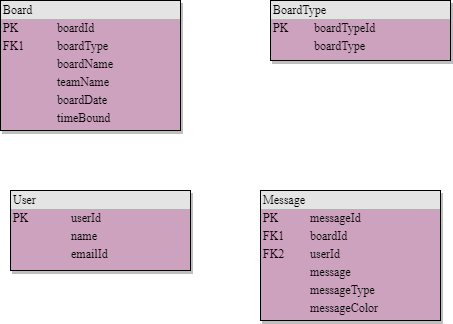 Board
PK boardId
FK1 boardType
boardName
teamName
boardDate
timeBound
BoardType
PK boardTypeId
boardType
User
PK userId
name
emailId
Message
PK messageId
FK1 boardId
FK2 userId
message
messageType
messageColor